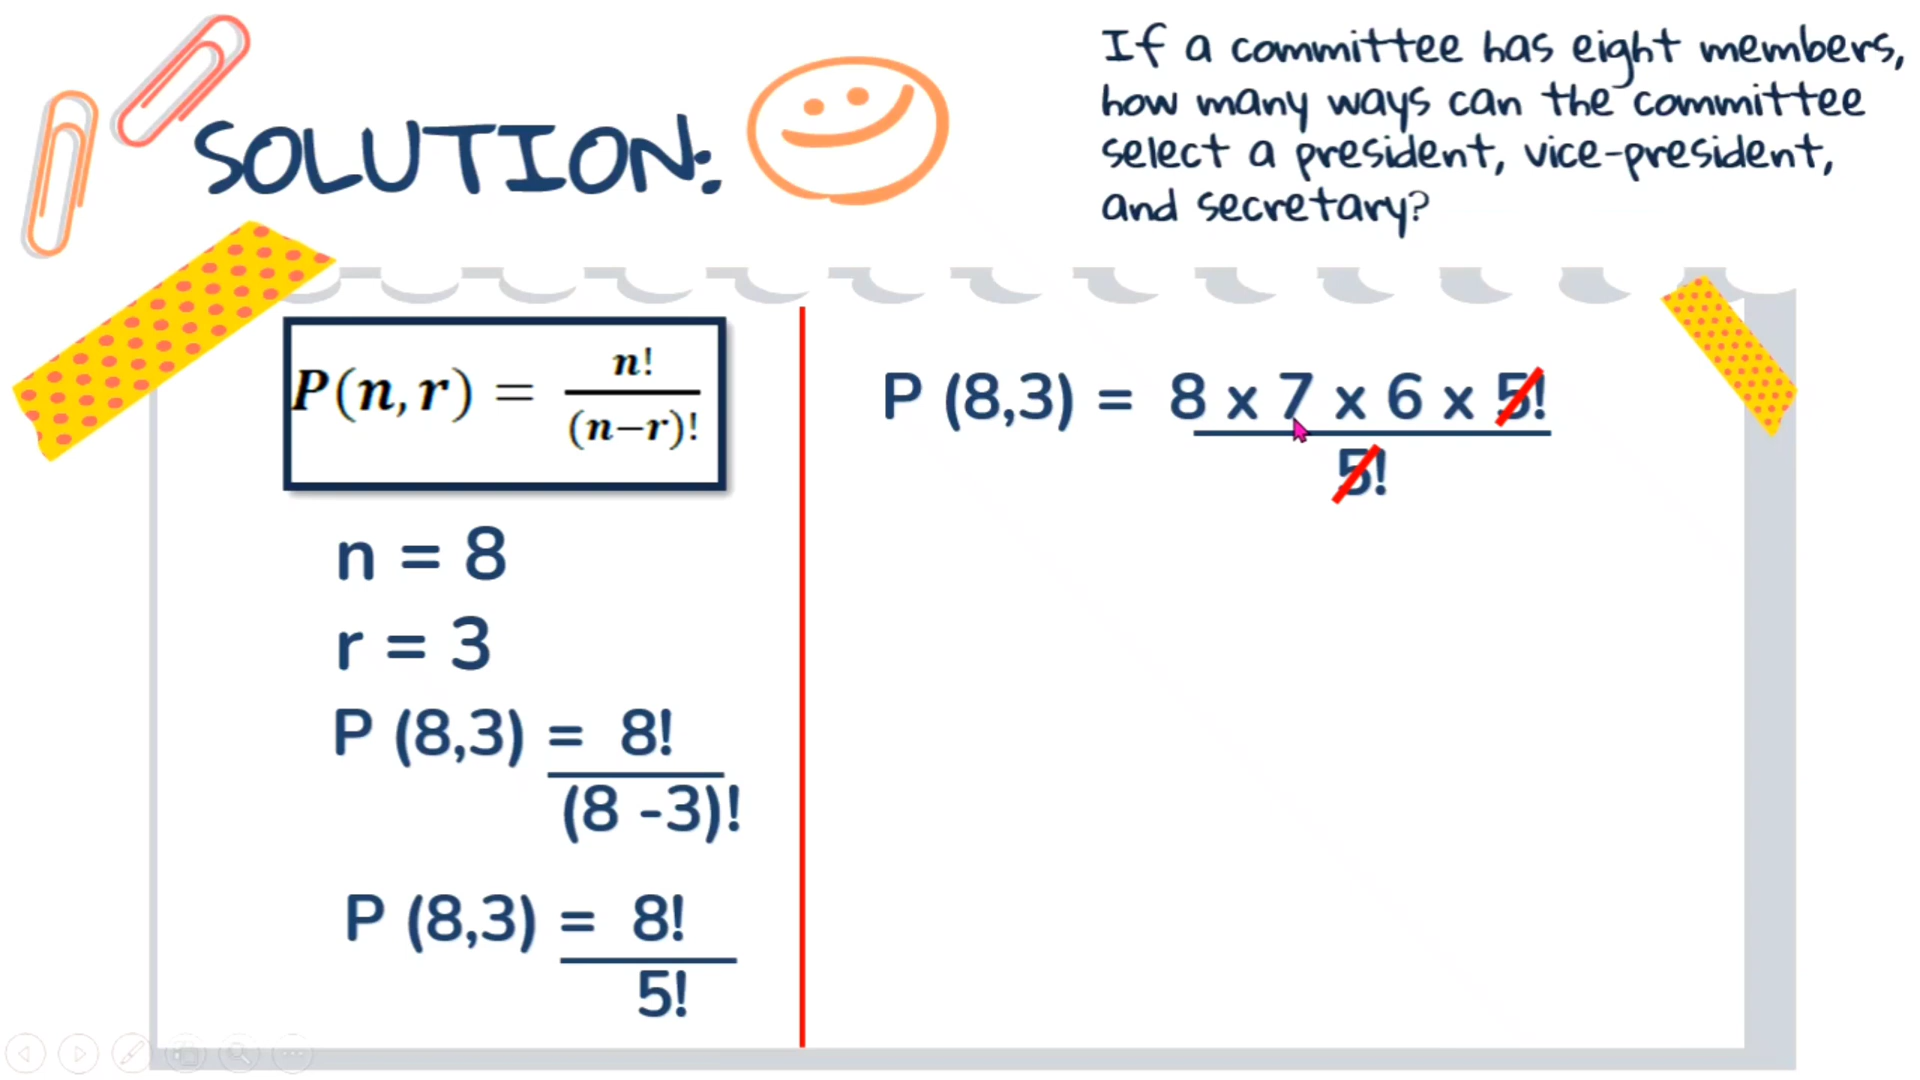 SOLUTION:
If a committee has eight members,
how many ways can the committee
select a president, vice-president,
and secretary?
P(n,r) = n!
(n−r)!
n = 8
r = 3
P (8,3) = 8!
(8 -3)!
P (8,3) = 8!
5!
P (8,3) = 8 x 7 x 6 x 5!
5!